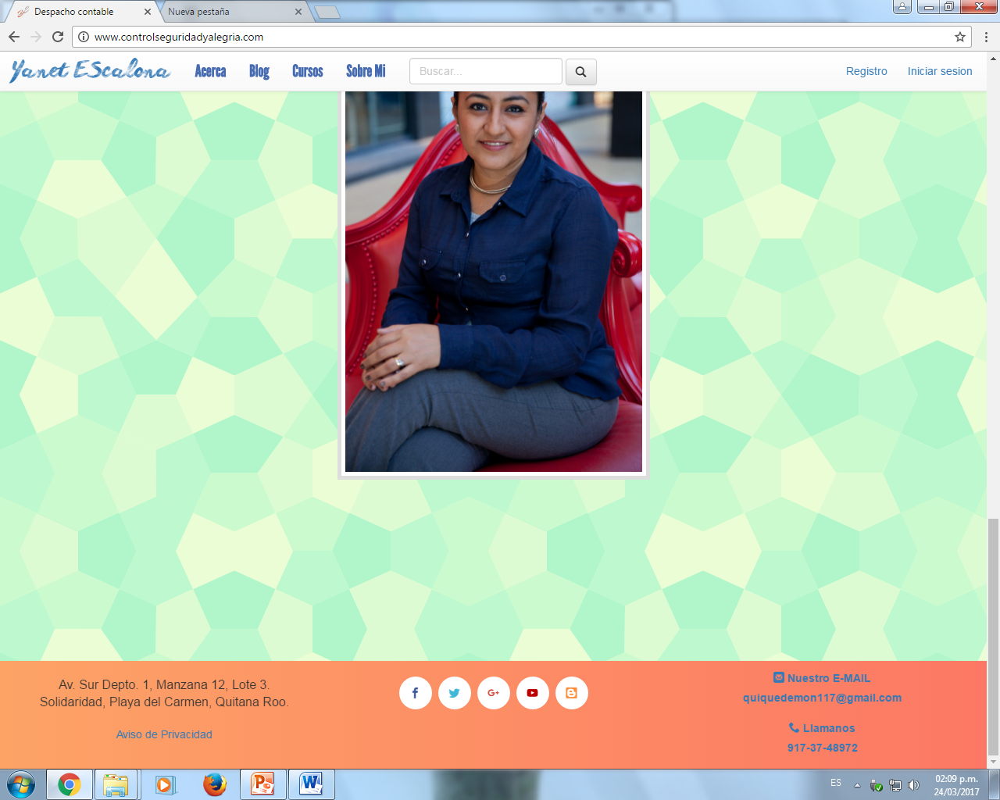 Despacho contable
Nueva pestaña
www.controlseguridadyalegria.com
Yanet EScalona
Acerca
Blog
Cursos
Sobre Mi
Buscar...
Registro
Iniciar sesion
Av. Sur Depto. 1, Manzana 12, Lote 3.
Solidaridad, Playa del Carmen, Quitana Roo.
Aviso de Privacidad
Nuestro E-MAIL
quiquedemon117@gmail.com
Llamanos
917-37-48972
ES
02:09 p.m.
24/03/2017